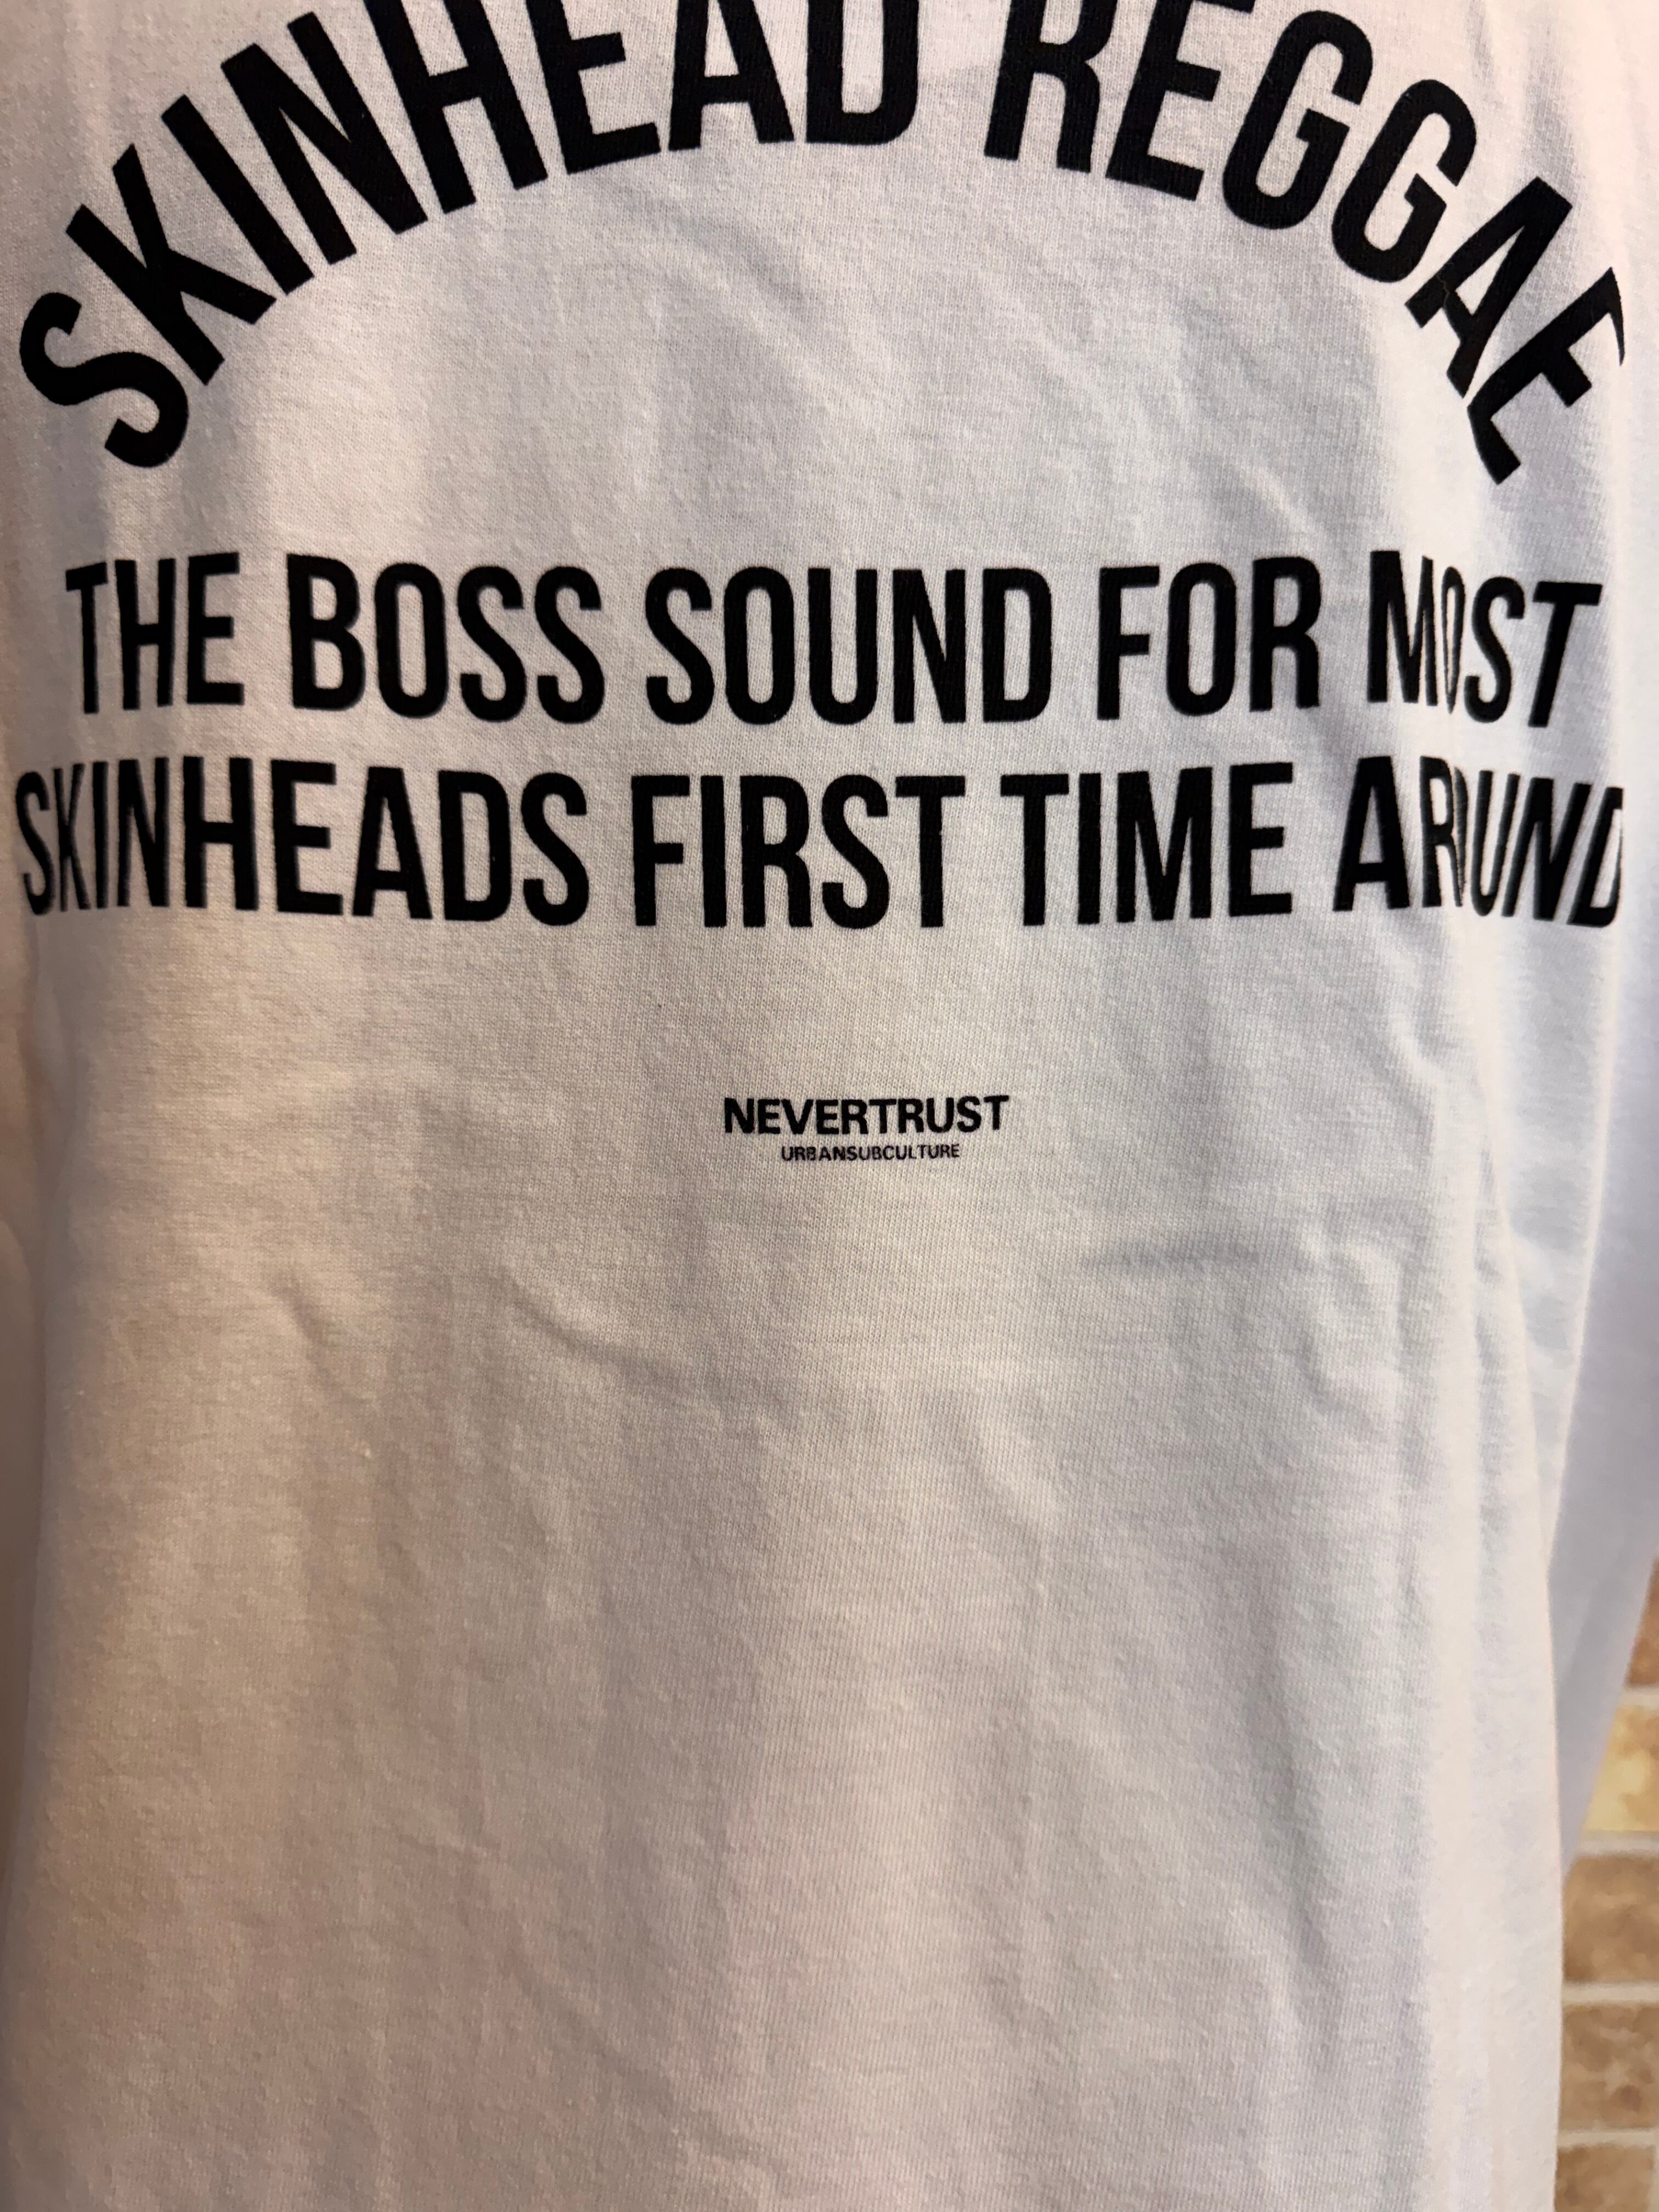 SKINHEAD REGGAE
THE BOSS SOUND FOR MOST
SKINHEADS FIRST TIME AROUND
NEVERTRUST
URBANSUBCULTURE